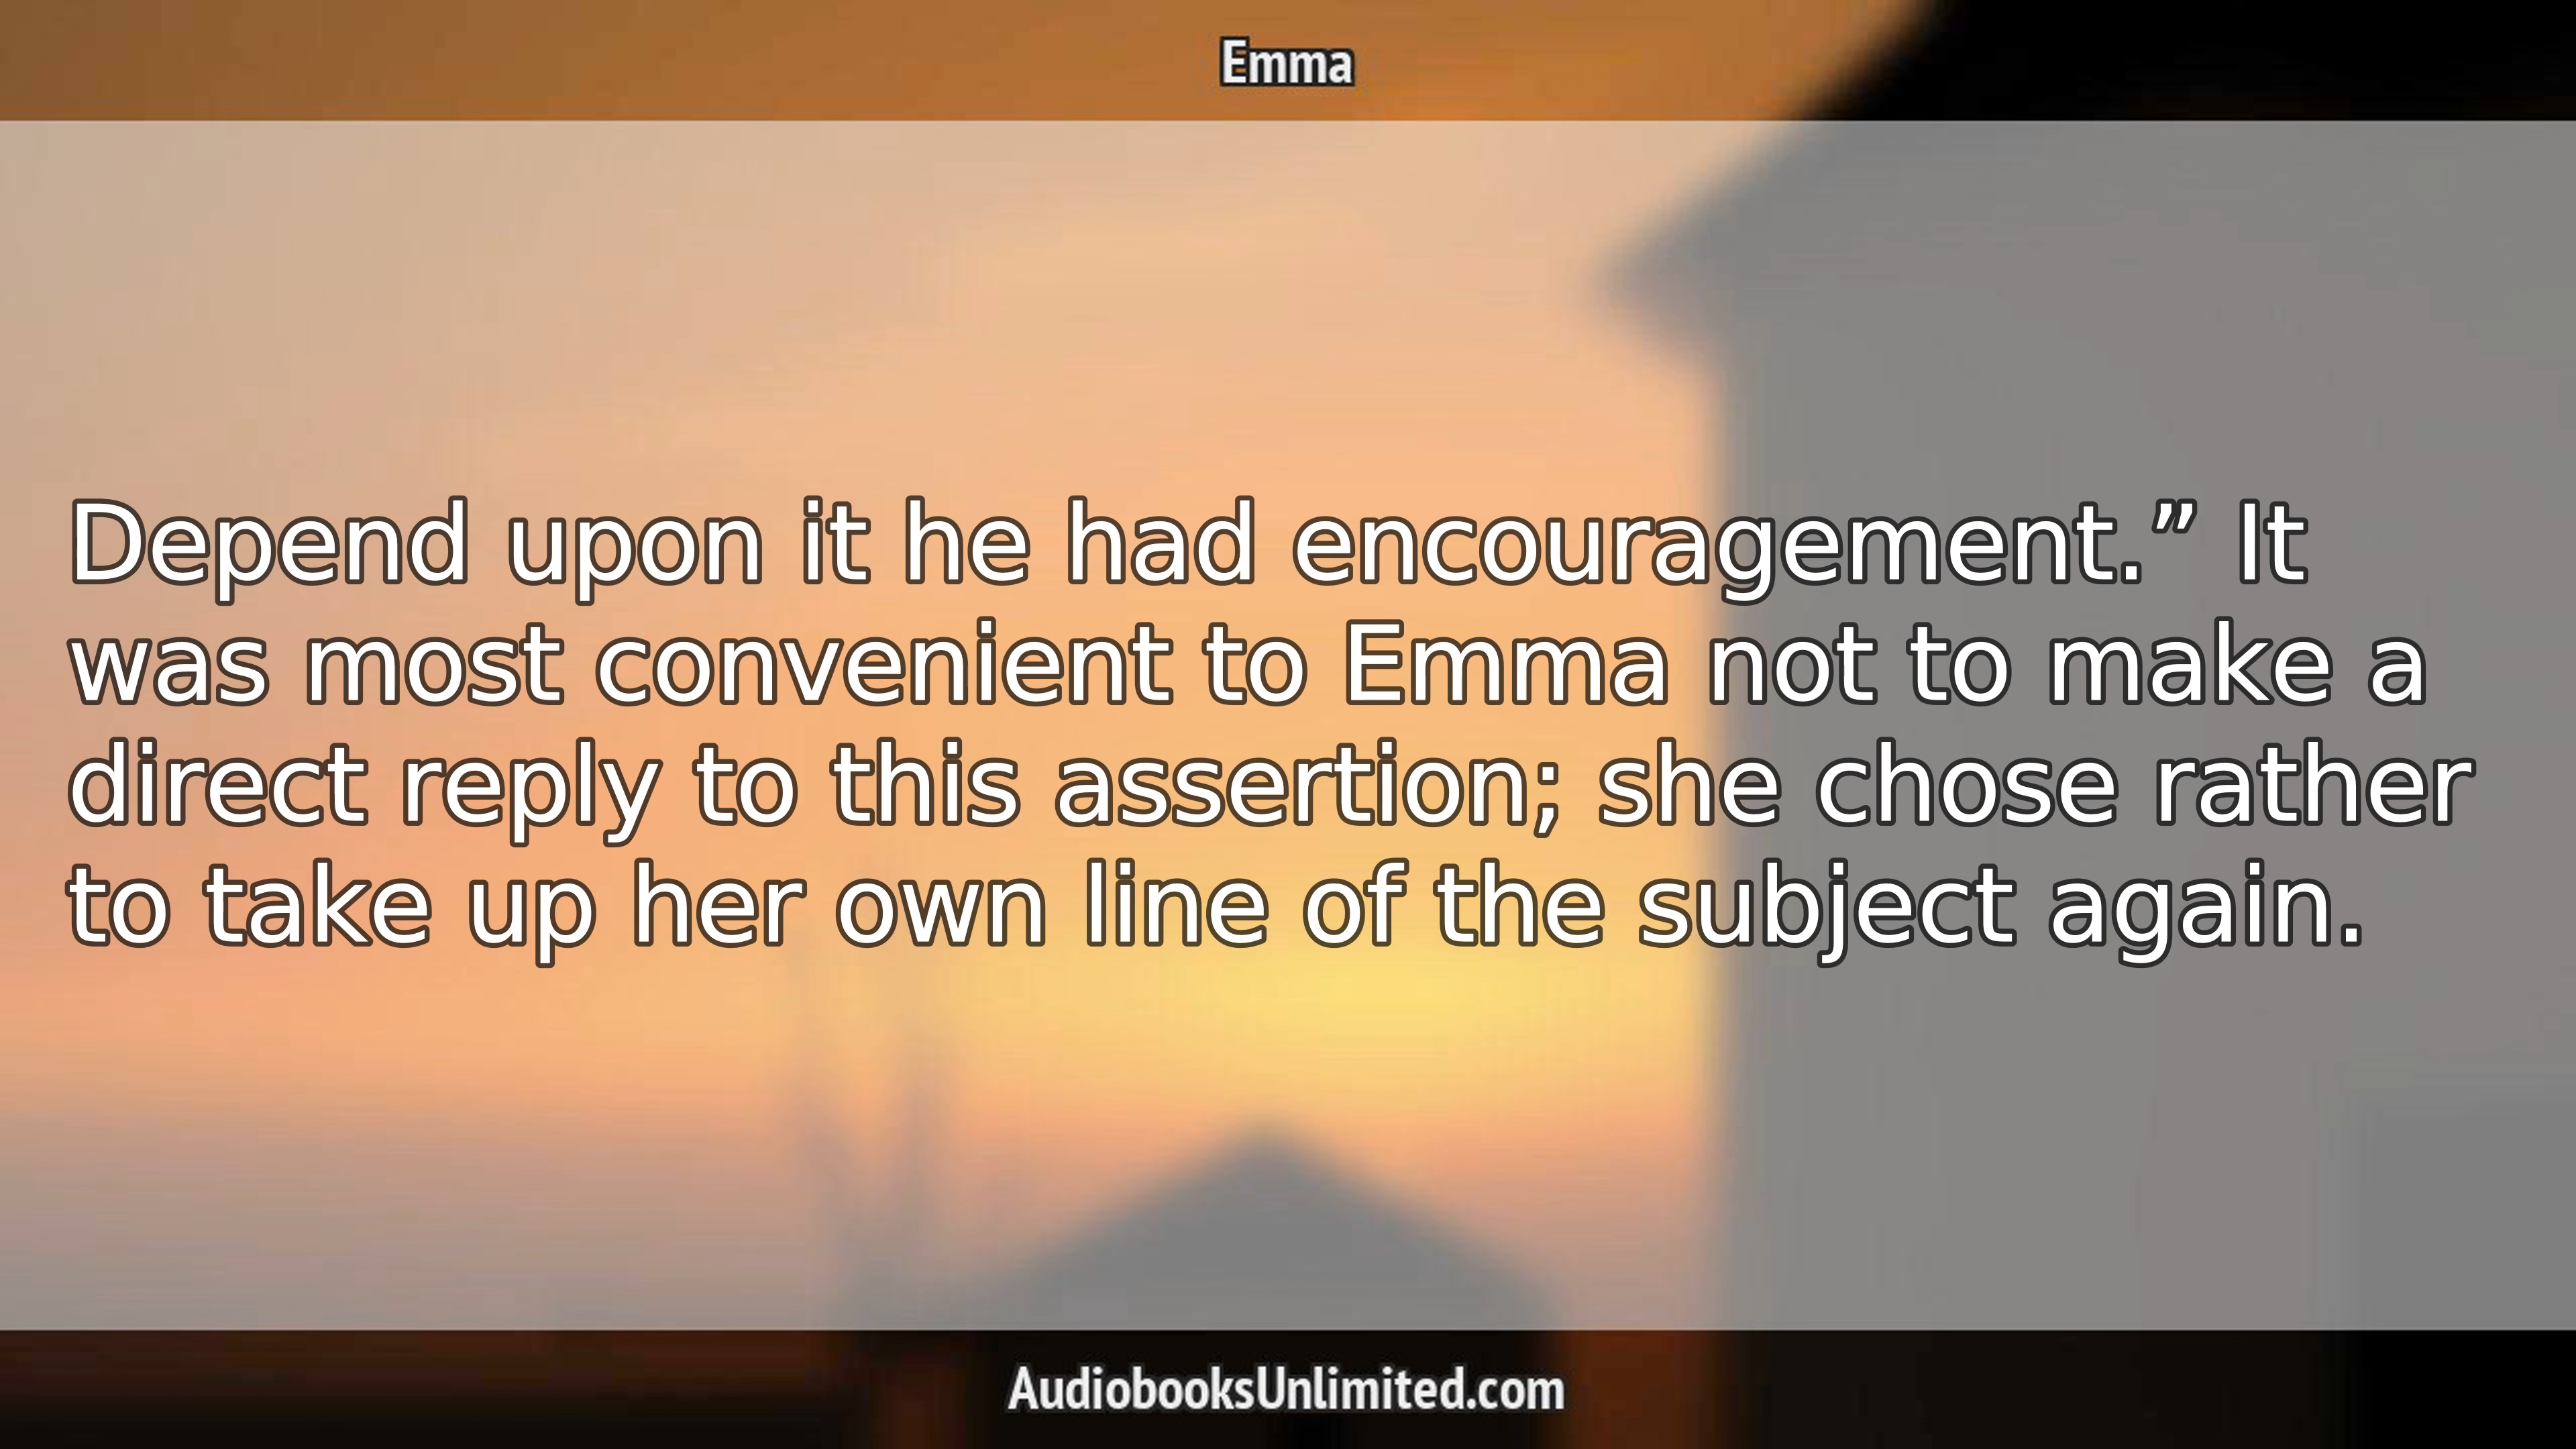 Emma
Depend upon it he had encouragement.” It
was most convenient to Emma not to make a
direct reply to this assertion; she chose rather
to take up her own line of the subject again.
AudiobooksUnlimited.com